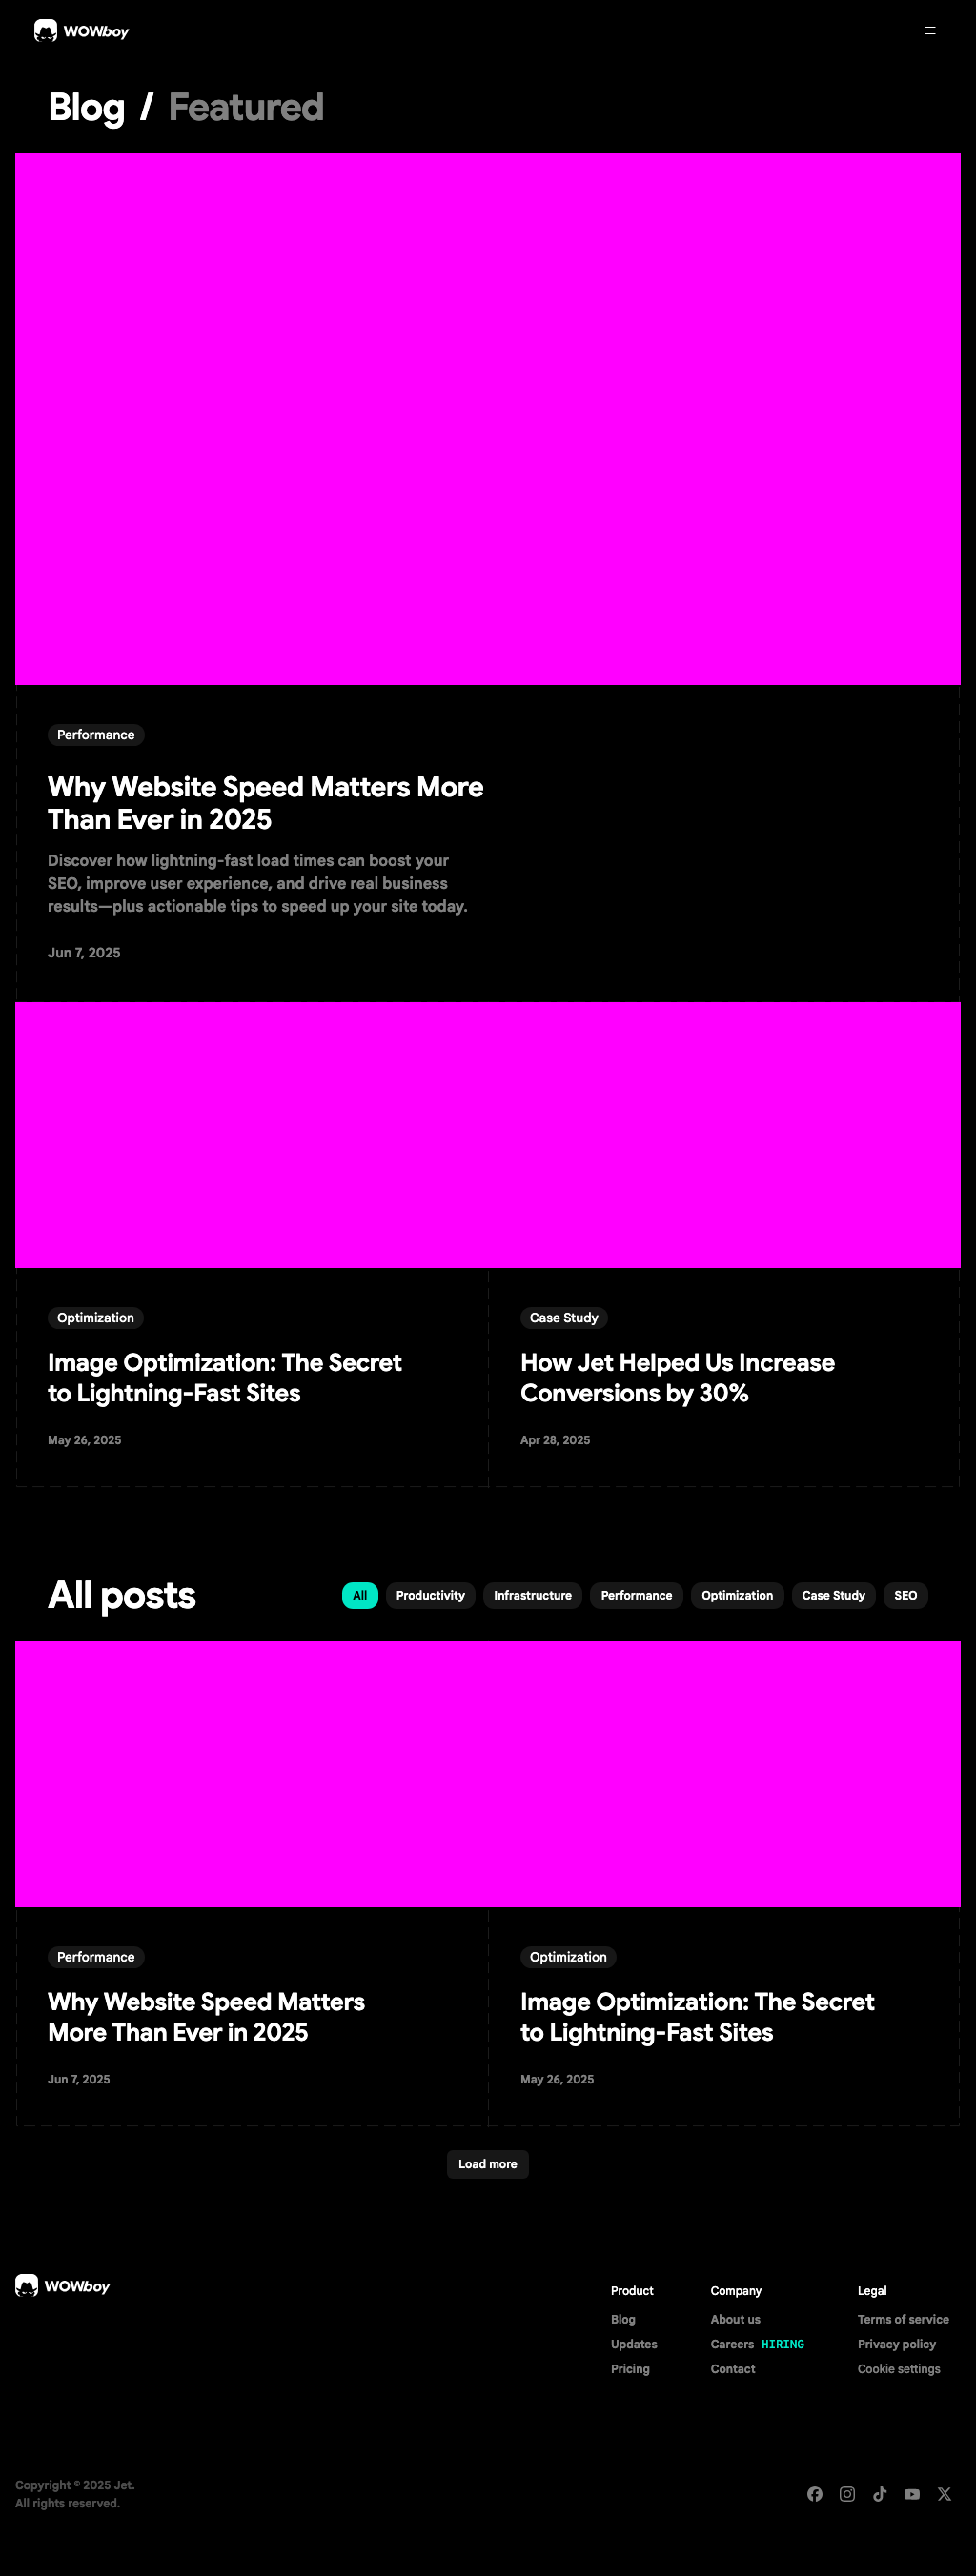 WOWboy
Blog / Featured
Performance
Why Website Speed Matters More
Than Ever in 2025
Discover how lightning-fast load times can boost your
SEO, improve user experience, and drive real business
results—plus actionable tips to speed up your site today.
Jun 7, 2025
Optimization
Image Optimization: The Secret
to Lightning-Fast Sites
May 26, 2025
Case Study
How Jet Helped Us Increase
Conversions by 30%
Apr 28, 2025
All posts
All Productivity Infrastructure Performance Optimization Case Study SEO
Performance
Why Website Speed Matters
More Than Ever in 2025
Jun 7, 2025
Optimization
Image Optimization: The Secret
to Lightning-Fast Sites
May 26, 2025
Load more
WOWboy
Product
Blog
Updates
Pricing
Company
About us
Careers HIRING
Contact
Legal
Terms of service
Privacy policy
Cookie settings
Copyright © 2025 Jet.
All rights reserved.